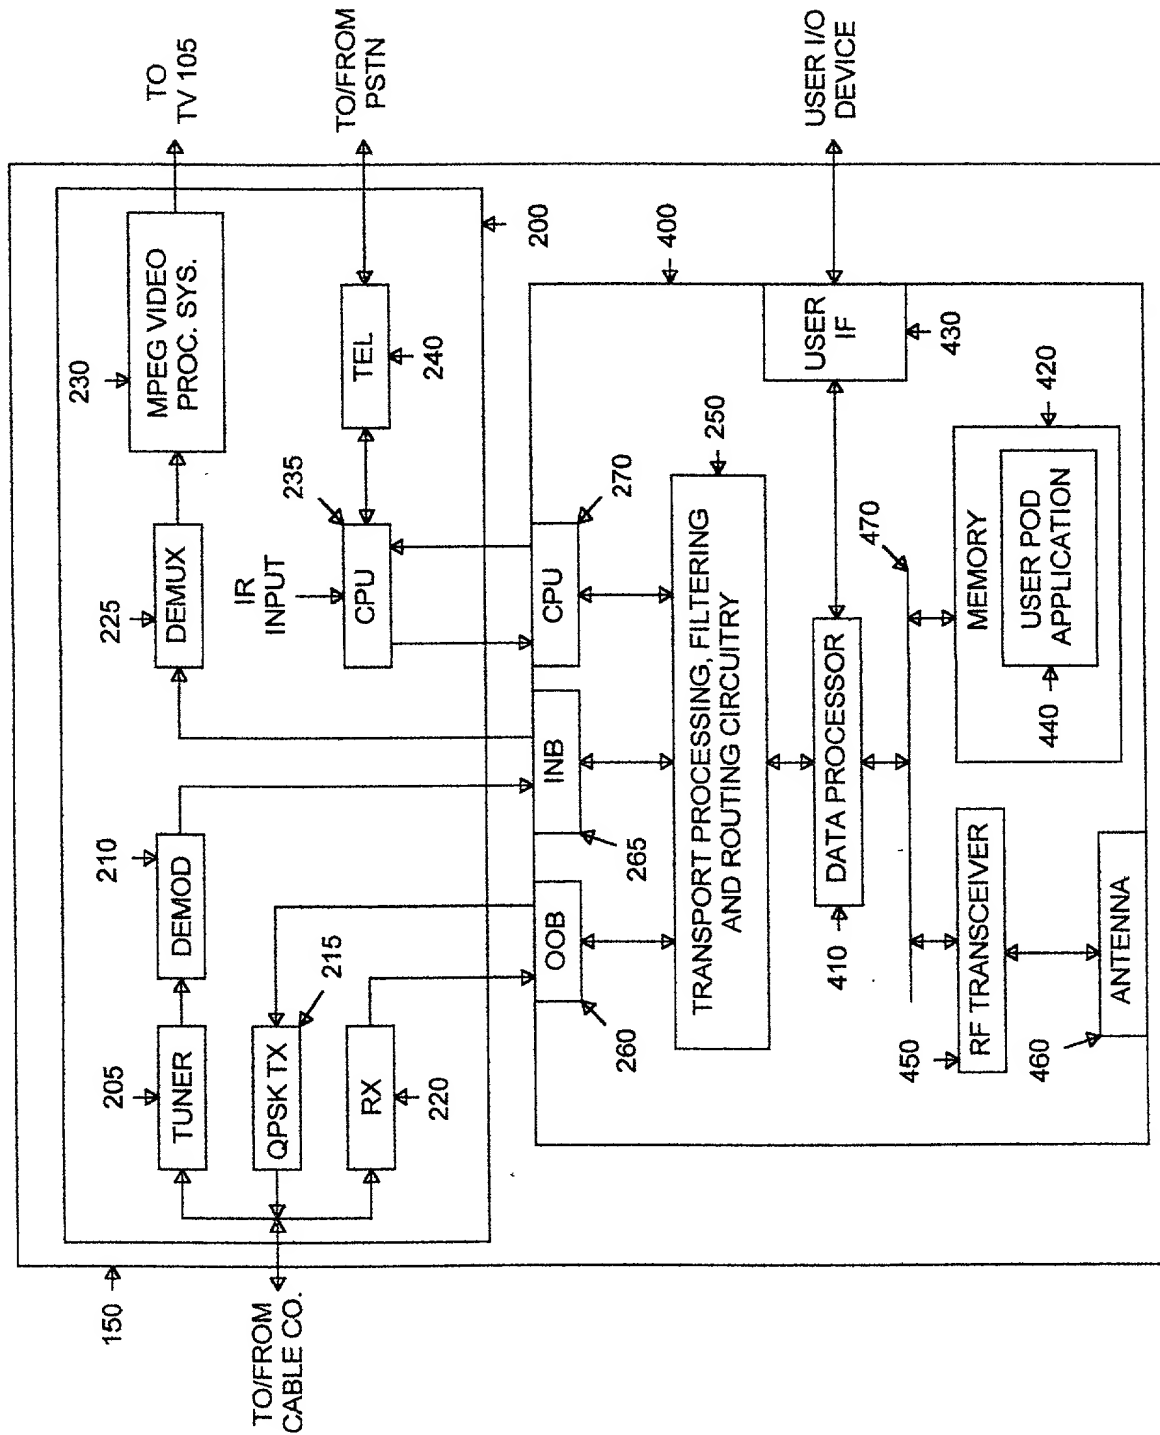 150
TO/FROM
CABLE CO.
205
TUNER
210
DEMOD
225
DEMUX
230
MPEG VIDEO
PROC. SYS.
TO
TV 105
QPSK TX
215
RX
220
IR
INPUT
235
CPU
TEL
240
TO/FROM
PSTN
200
OOB
260
INB
265
CPU
270
400
TRANSPORT PROCESSING, FILTERING
AND ROUTING CIRCUITRY
250
410
DATA PROCESSOR
USER
IF
430
USER I/O
DEVICE
470
450
RF TRANSCEIVER
460
ANTENNA
MEMORY
420
440
USER POD
APPLICATION